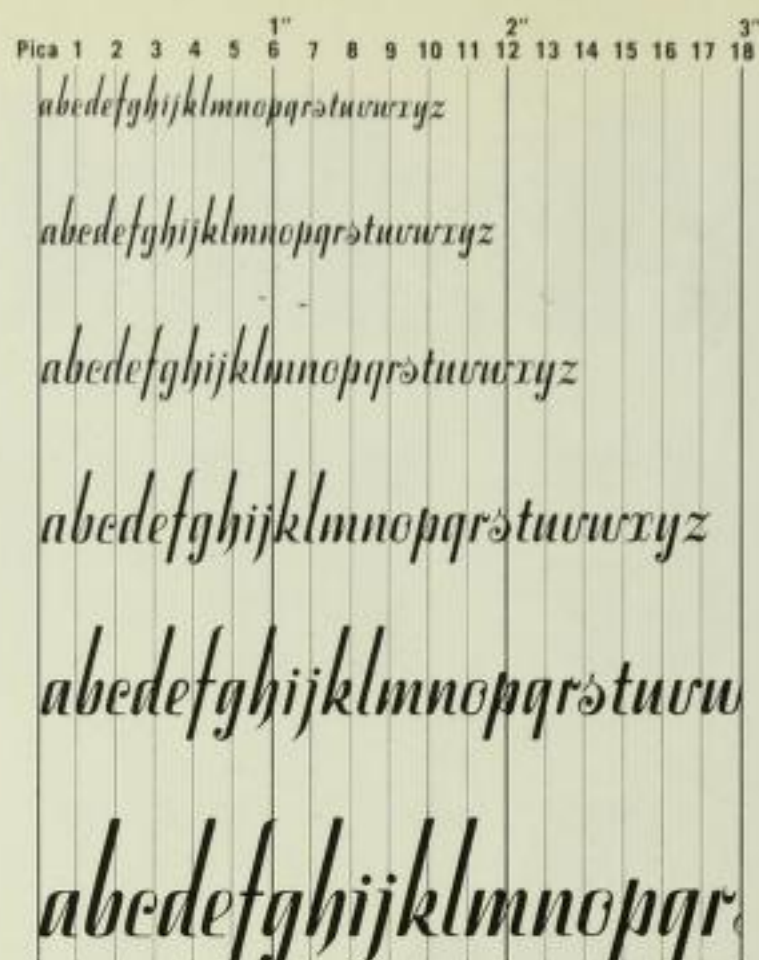 1" 2" 3"
Pica 1 2 3 4 5 6 7 8 9 10 11 12 13 14 15 16 17 18
abcdefghijklmnopqrstuvwxyz
abcdefghijklmnopqrstuvwxyz
abcdefghijklmnopqrstuvwxyz
abcdefghijklmnopqrstuvwxyz
abcdefghijklmnopqrstuvw
abcdefghijklmnopqr